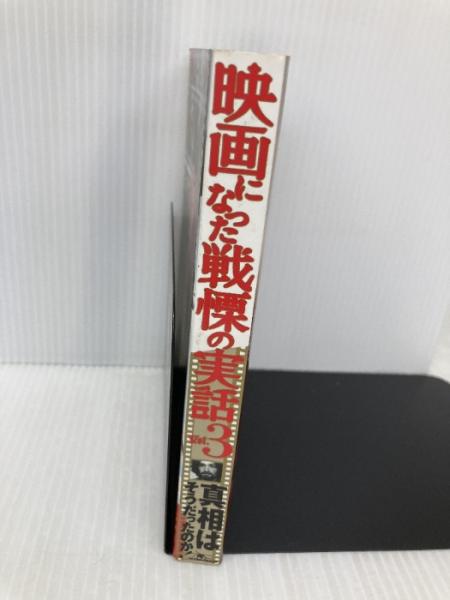 映画になった戦慄の実話
Vol.3
真相は
そうだったのか!